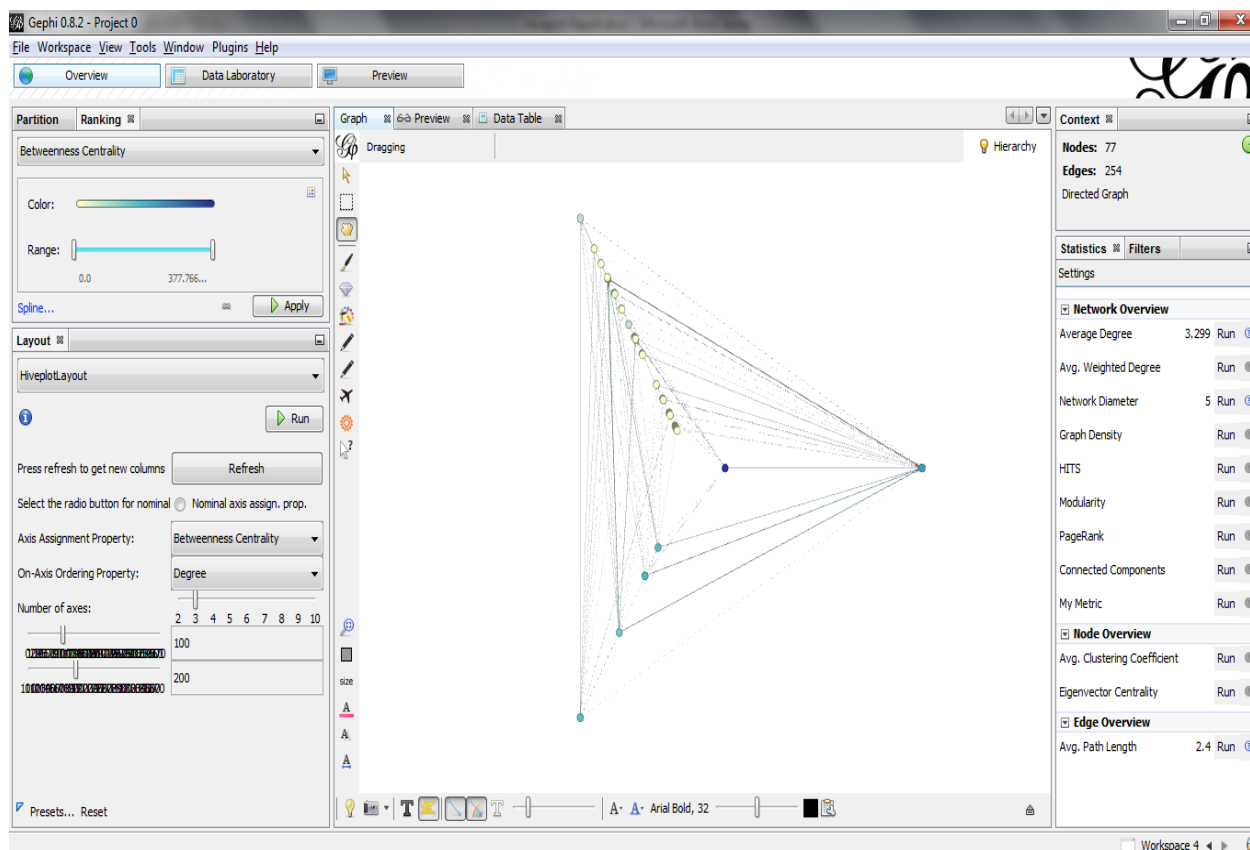 Gephi 0.8.2 - Project 0
File Workspace View Tools Window Plugins Help
Overview Data Laboratory Preview
Partition Ranking
Betweenness Centrality
Color:
Range:
0.0 377.766...
Spline... Apply
Layout
HiveplotLayout
Run
Press refresh to get new columns Refresh
Select the radio button for nominal Nominal axis assign. prop.
Axis Assignment Property: Betweenness Centrality
On-Axis Ordering Property: Degree
Number of axes: 2 3 4 5 6 7 8 9 10
100
200
Presets... Reset
Graph Preview Data Table
Dragging Hierarchy
size
A
A
A
T T A- A- Arial Bold, 32
Context
Nodes: 77
Edges: 254
Directed Graph
Statistics Filters
Settings
Network Overview
Average Degree 3.299 Run
Avg. Weighted Degree Run
Network Diameter 5 Run
Graph Density Run
HITS Run
Modularity Run
PageRank Run
Connected Components Run
My Metric Run
Node Overview
Avg. Clustering Coefficient Run
Eigenvector Centrality Run
Edge Overview
Avg. Path Length 2.4 Run
Workspace 4